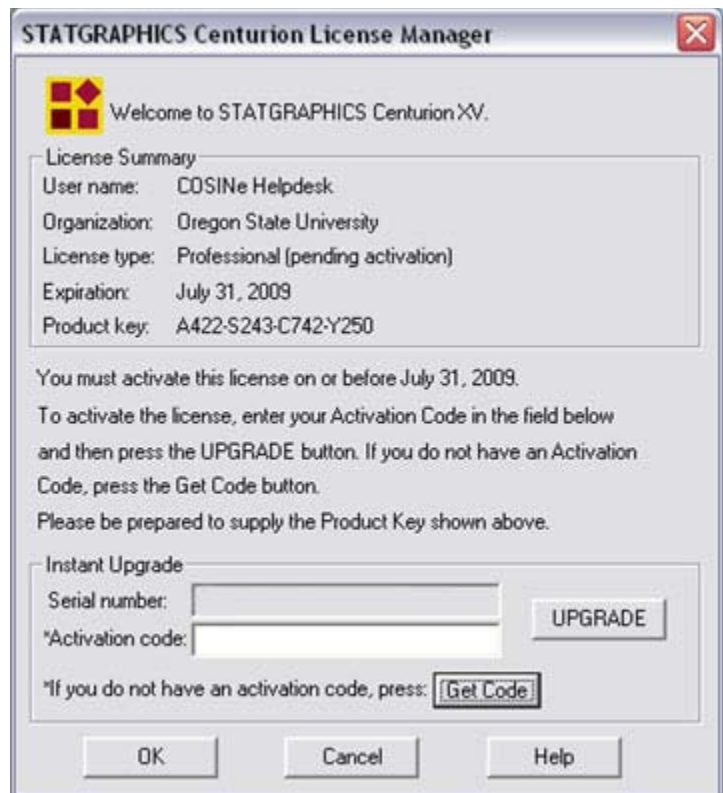 STATGRAPHICS Centurion License Manager
Welcome to STATGRAPHICS Centurion XV.
License Summary
User name: COSINe Helpdesk
Organization: Oregon State University
License type: Professional (pending activation)
Expiration: July 31, 2009
Product key: A422-S243-C742-Y250
You must activate this license on or before July 31, 2009.
To activate the license, enter your Activation Code in the field below
and then press the UPGRADE button. If you do not have an Activation
Code, press the Get Code button.
Please be prepared to supply the Product Key shown above.
Instant Upgrade
Serial number:
UPGRADE
*Activation code:
*If you do not have an activation code, press: Get Code
OK Cancel Help